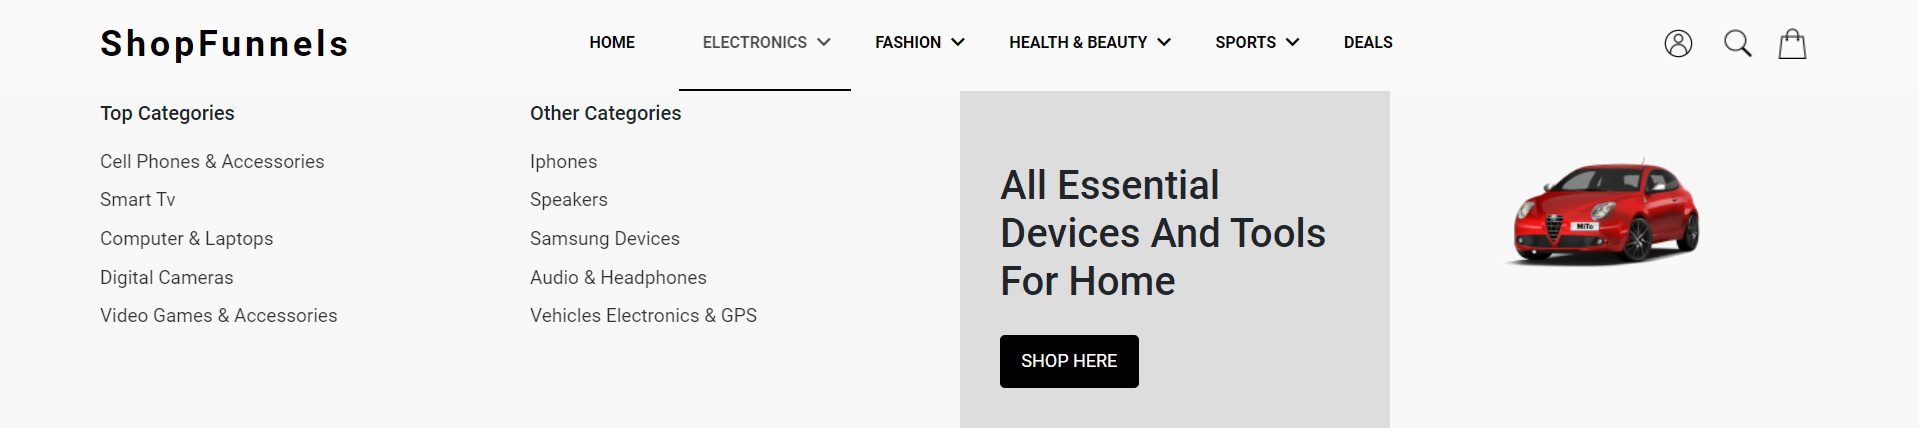 ShopFunnels
HOME
ELECTRONICS
FASHION
HEALTH & BEAUTY
SPORTS
DEALS
Top Categories
Cell Phones & Accessories
Smart Tv
Computer & Laptops
Digital Cameras
Video Games & Accessories
Other Categories
Iphones
Speakers
Samsung Devices
Audio & Headphones
Vehicles Electronics & GPS
All Essential
Devices And Tools
For Home
SHOP HERE
MiTo